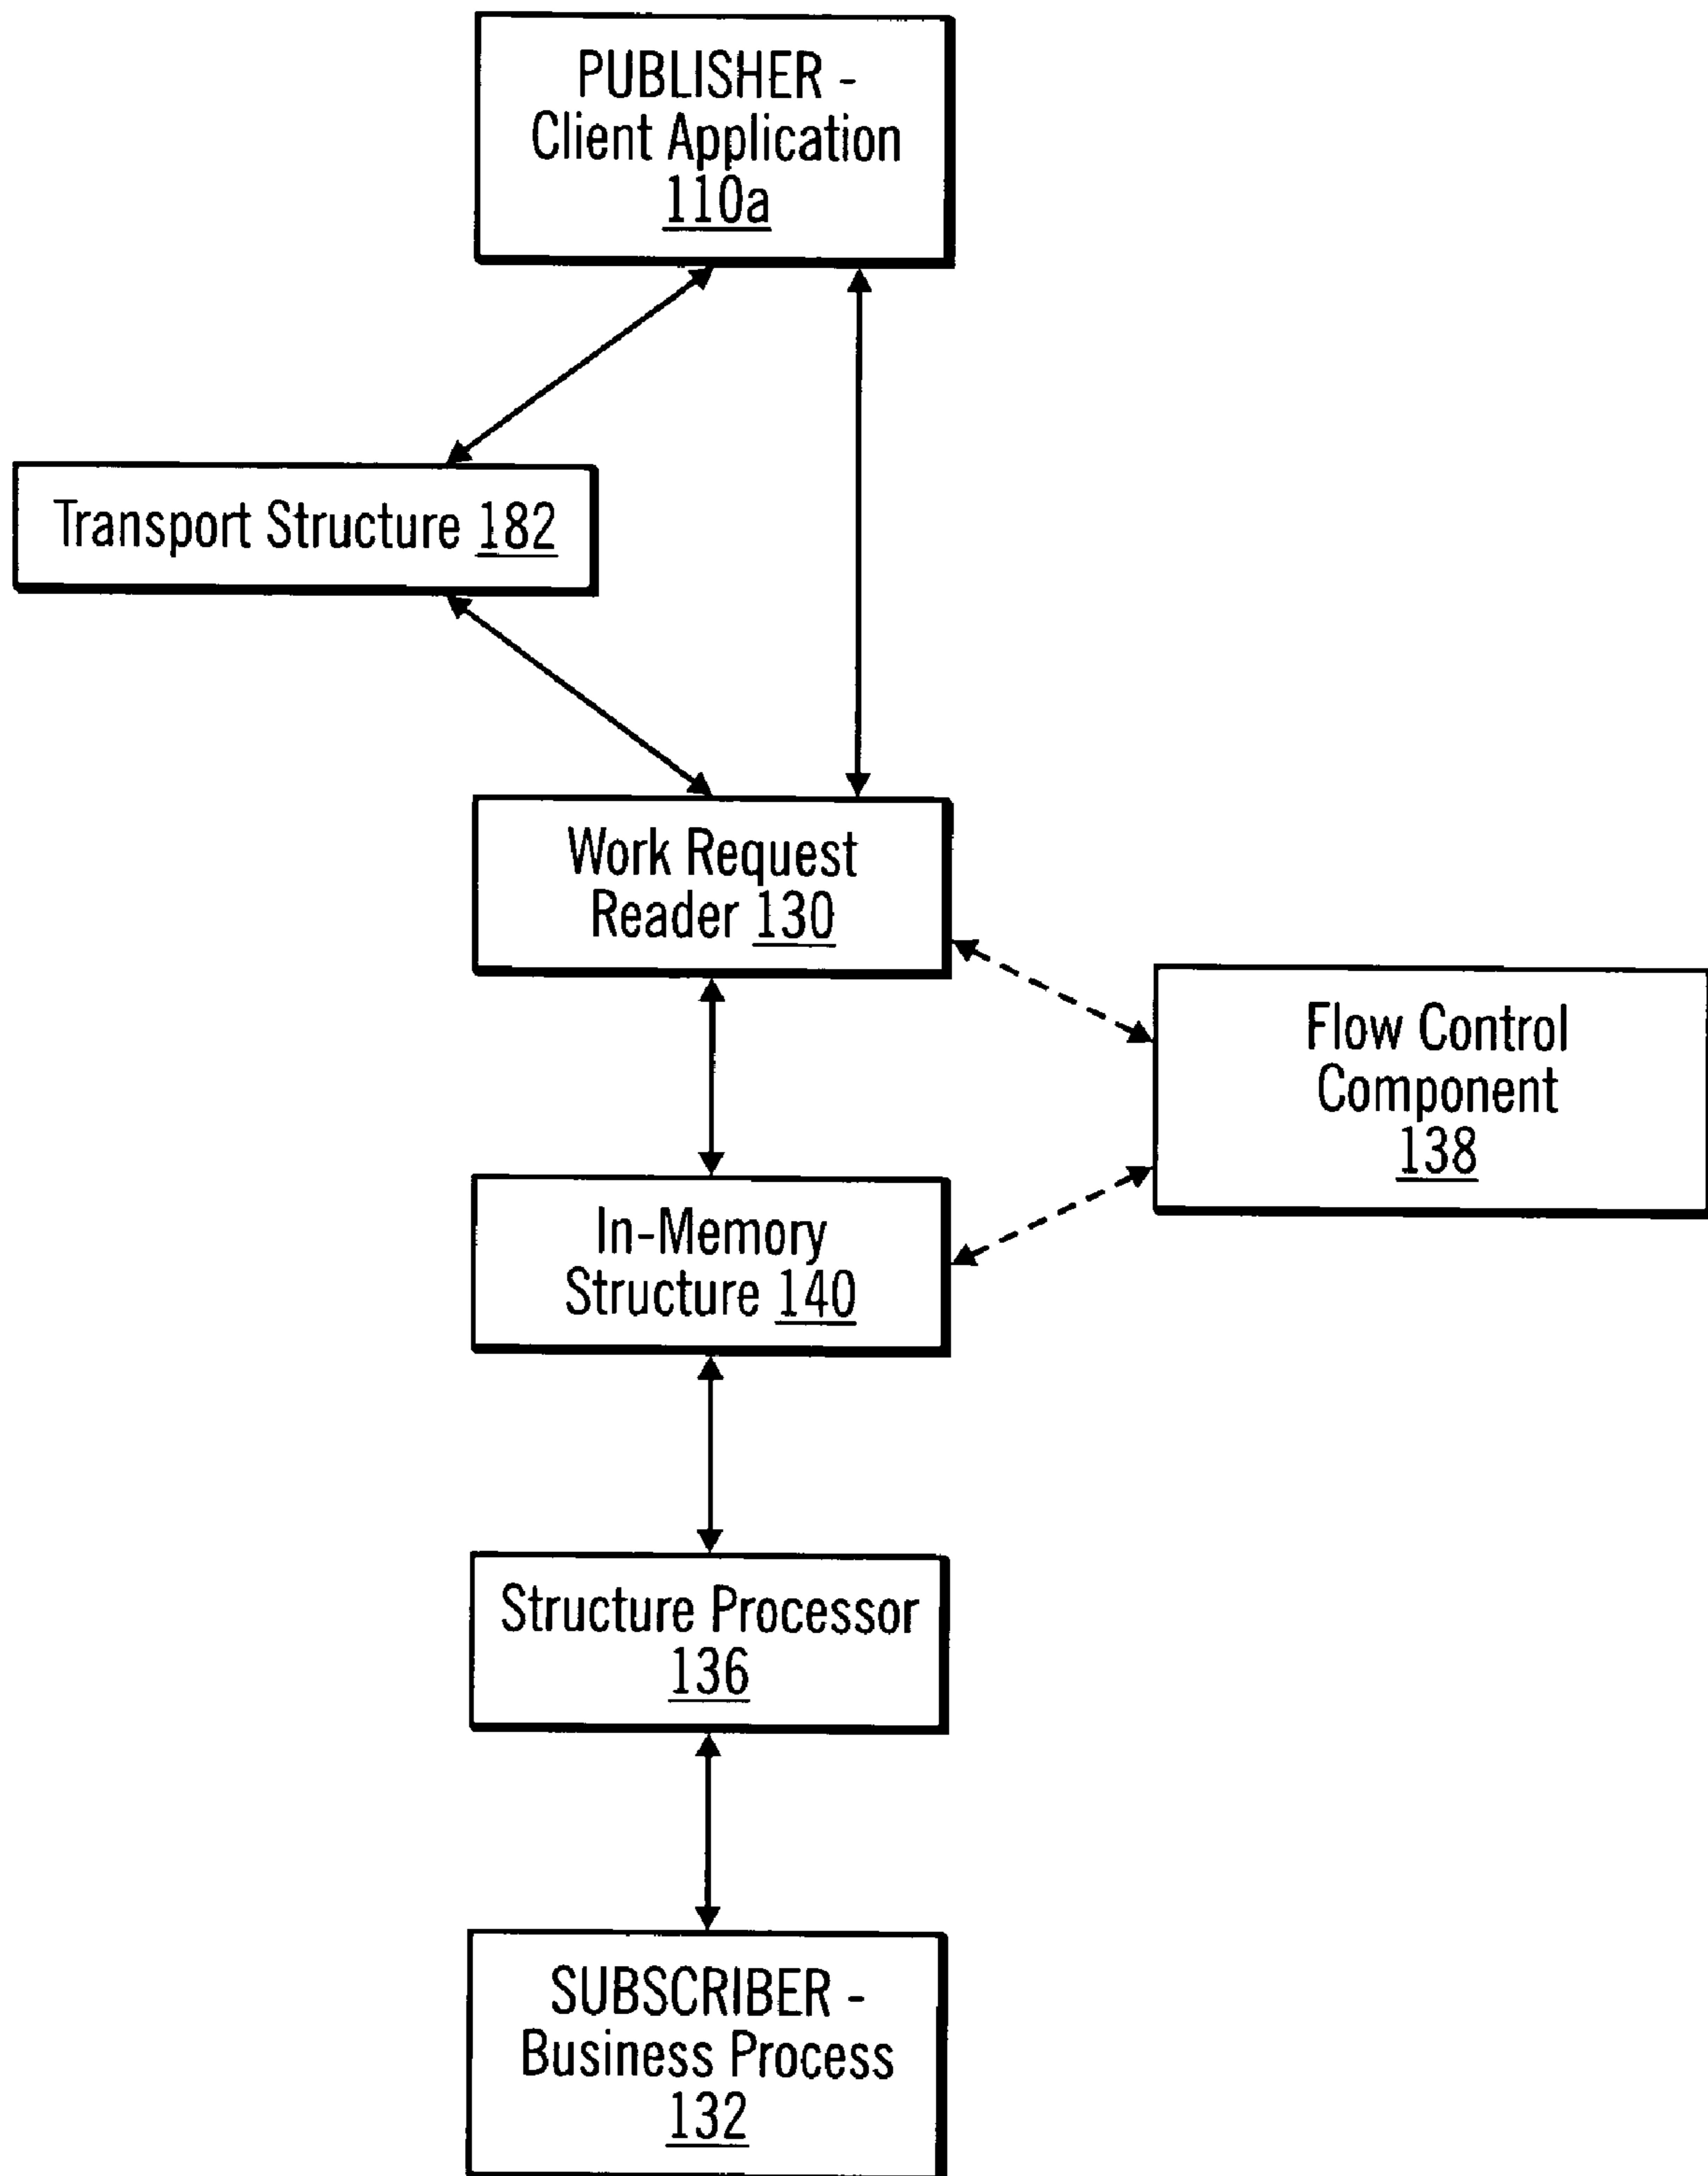 PUBLISHER -
Client Application
110a
Transport Structure 182
Work Request
Reader 130
Flow Control
Component
138
In-Memory
Structure 140
Structure Processor
136
SUBSCRIBER -
Business Process
132